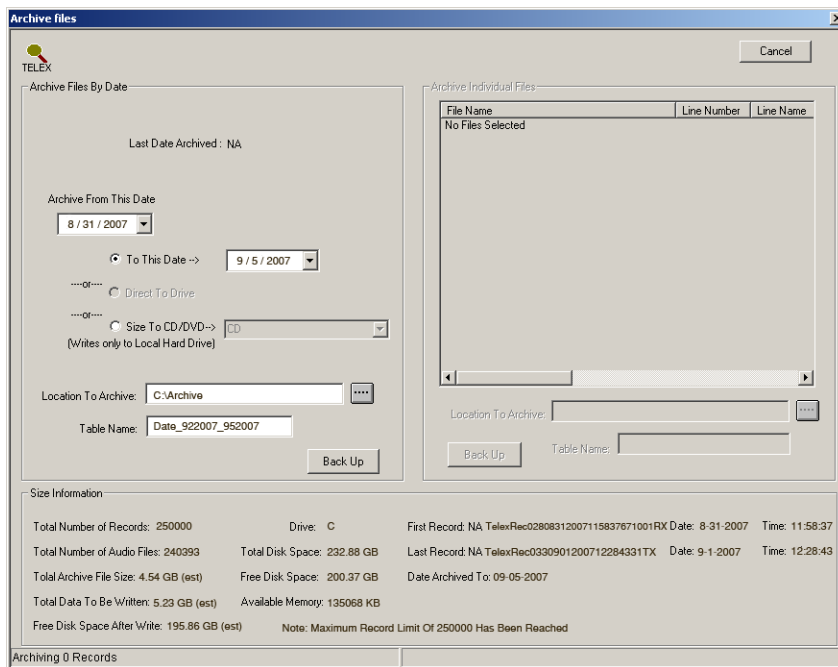 Archive files
TELEX
Cancel
Archive Files By Date
Last Date Archived : NA
Archive From This Date
8 / 31 / 2007
To This Date -->
9 / 5 / 2007
----or----
Direct To Drive
----or----
Size To CD/DVD-->
CD
(Writes only to Local Hard Drive)
Location To Archive:
C:\Archive
....
Table Name:
Date_922007_952007
Back Up
Archive Individual Files
File Name Line Number Line Name
No Files Selected
Location To Archive:
....
Back Up
Table Name:
Size Information
Total Number of Records: 250000
Total Number of Audio Files: 240393
Total Archive File Size: 4.54 GB (est)
Total Data To Be Written: 5.23 GB (est)
Free Disk Space After Write: 195.86 GB (est)
Drive: C
Total Disk Space: 232.88 GB
Free Disk Space: 200.37 GB
Available Memory: 135068 KB
Note: Maximum Record Limit Of 250000 Has Been Reached
First Record: NA TelexRec02808312007115837671001RX Date: 8-31-2007 Time: 11:58:37
Last Record: NA TelexRec0330901200712284331TX Date: 9-1-2007 Time: 12:28:43
Date Archived To: 09-05-2007
Archiving 0 Records